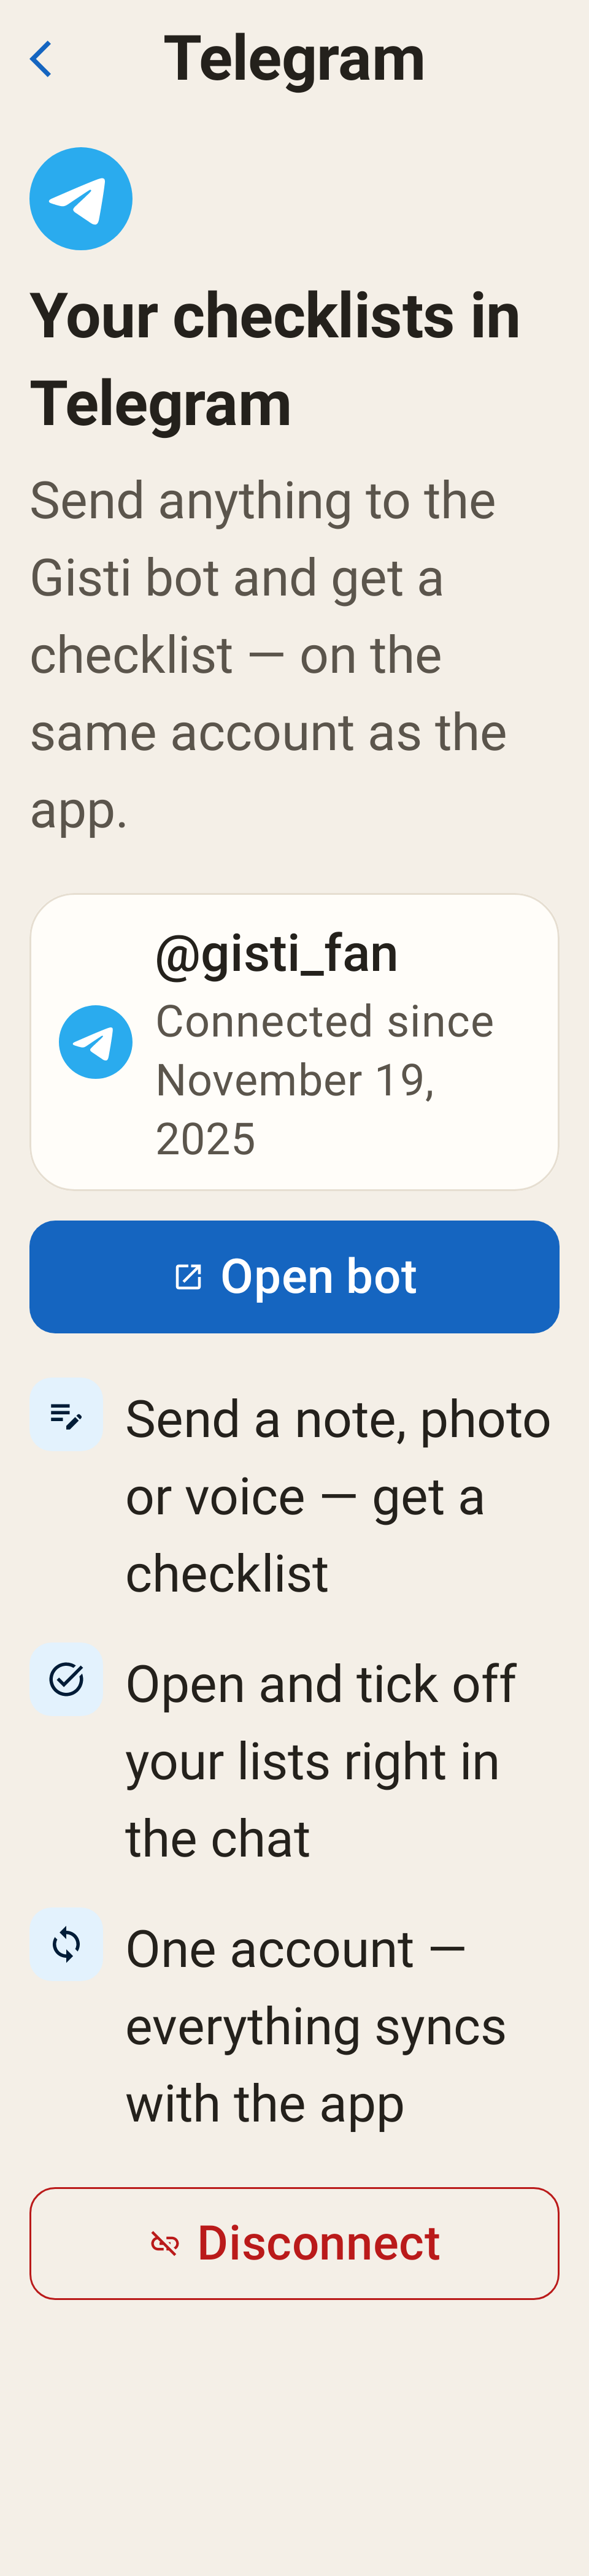 Telegram
Your checklists in
Telegram
Send anything to the
Gisti bot and get a
checklist — on the
same account as the
app.
@gisti_fan
Connected since
November 19,
2025
Open bot
Send a note, photo
or voice — get a
checklist
Open and tick off
your lists right in
the chat
One account —
everything syncs
with the app
Disconnect